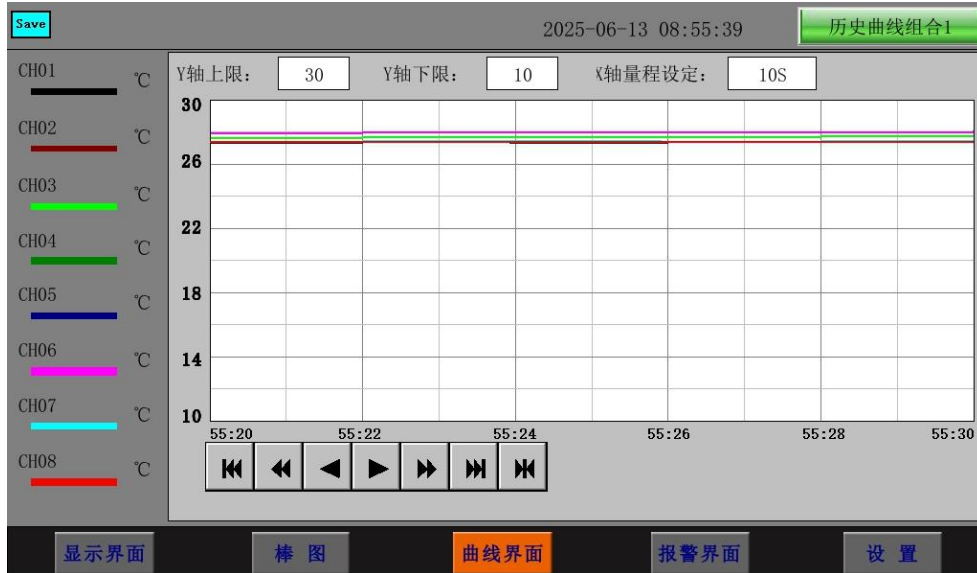 Save
2025-06-13 08:55:39
历史曲线组合1
CH01 ℃
CH02 ℃
CH03 ℃
CH04 ℃
CH05 ℃
CH06 ℃
CH07 ℃
CH08 ℃
Y轴上限： 30 Y轴下限： 10 X轴量程设定： 10S
30
26
22
18
14
10
55:20 55:22 55:24 55:26 55:28 55:30
显示界面 棒 图 曲线界面 报警界面 设 置